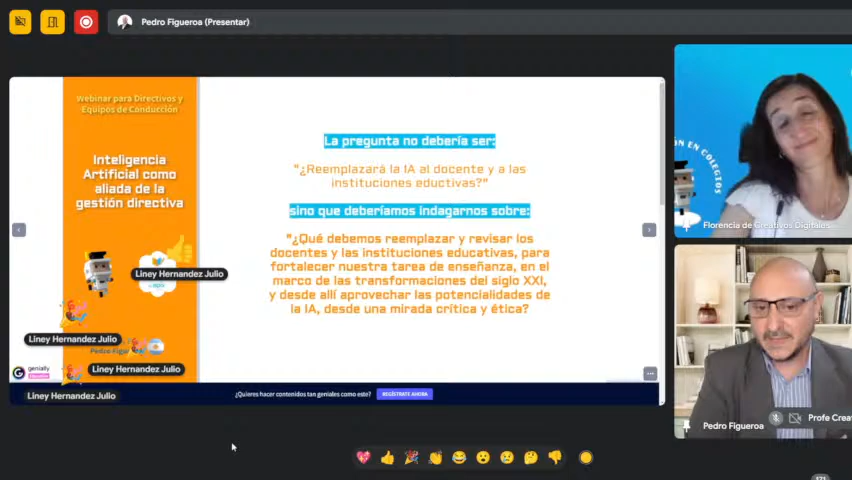 Pedro Figueroa (Presentar)
Webinar para Directivos y
Equipos de Conducción
Inteligencia
Artificial como
aliada de la
gestión directiva
Liney Hernandez Julio
Liney Hernandez Julio
Liney Hernandez Julio
Liney Hernandez Julio
genially
La pregunta no debería ser:
"¿Reemplazará la IA al docente y a las
instituciones eductivas?"
sino que deberíamos indagarnos sobre:
"¿Qué debemos reemplazar y revisar los
docentes y las instituciones educativas, para
fortalecer nuestra tarea de enseñanza, en el
marco de las transformaciones del siglo XXI,
y desde allí aprovechar las potencialidades de
la IA, desde una mirada crítica y ética?
¿Quieres hacer contenidos tan geniales como este?
REGÍSTRATE AHORA
ÓN EN COLEGIOS
Florencia de Creativos Digitales
Pedro Figueroa
Profe Crea
171